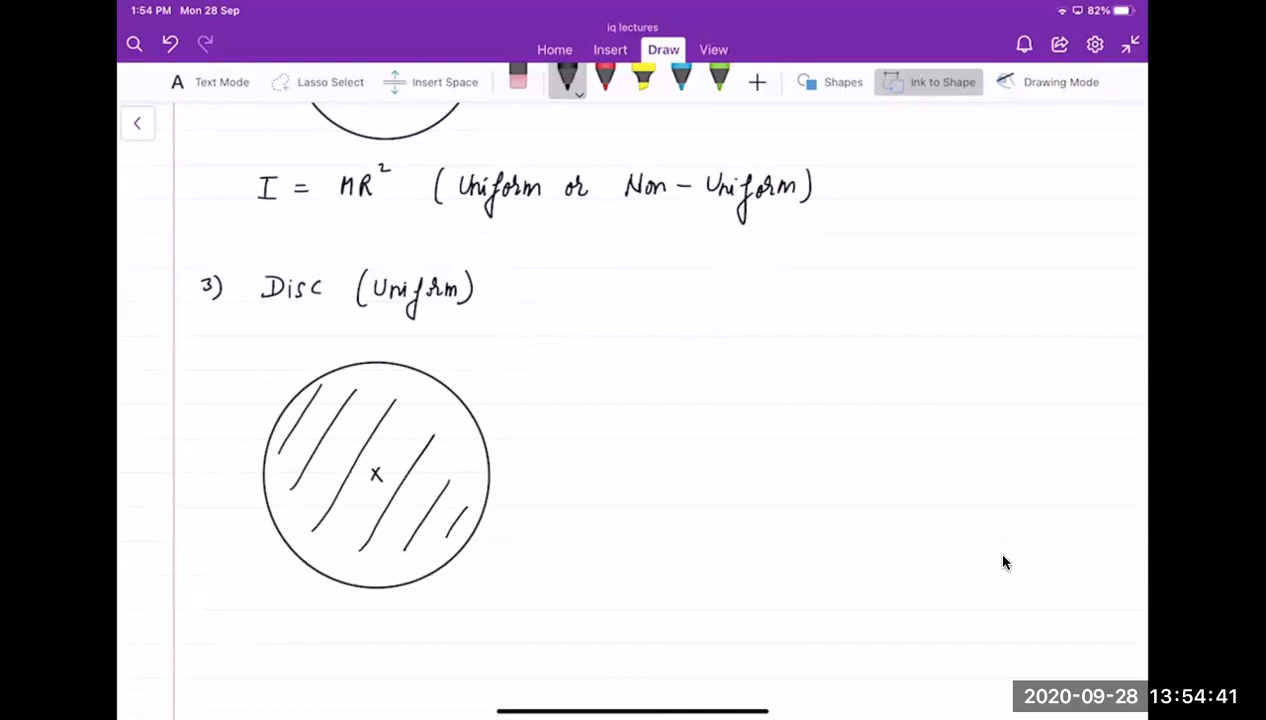 1:54 PM Mon 28 Sep
82%
iq lectures
Home Insert Draw View
A Text Mode Lasso Select Insert Space Shapes Ink to Shape Drawing Mode
I = MR² (Uniform or Non - Uniform)
3) Disc (Uniform)
x
2020-09-28 13:54:41